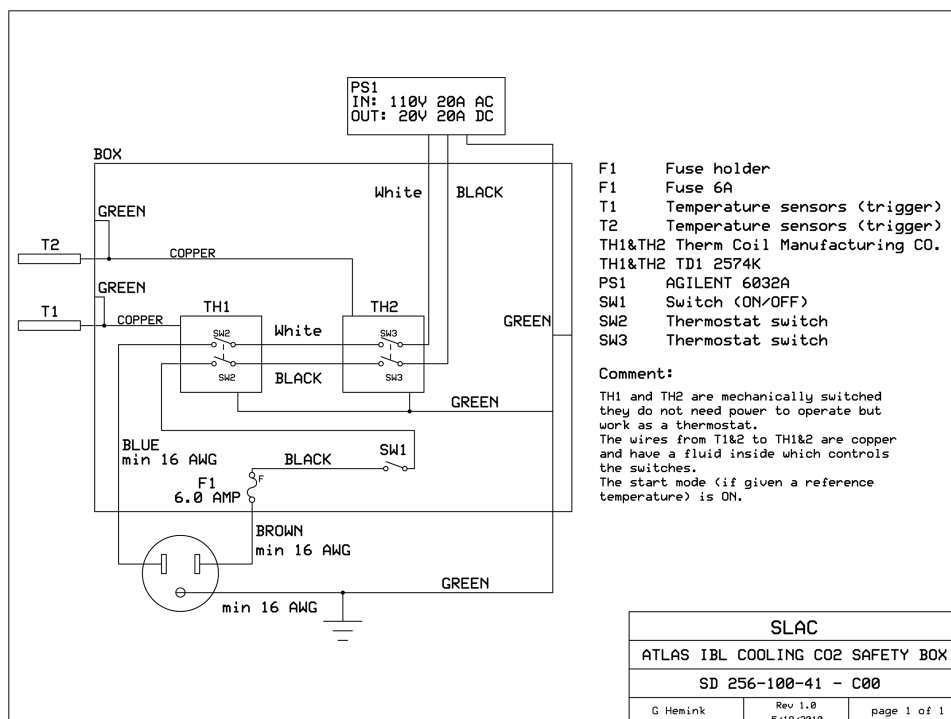 PS1
IN: 110V 20A AC
OUT: 20V 20A DC
BOX
White
BLACK
GREEN
T2
COPPER
GREEN
T1
COPPER
TH1
TH2
SW2
White
SW3
GREEN
SW2
BLACK
SW3
GREEN
BLUE
min 16 AWG
BLACK
SW1
F1
6.0 AMP
F
BROWN
min 16 AWG
GREEN
min 16 AWG
F1 Fuse holder
F1 Fuse 6A
T1 Temperature sensors (trigger)
T2 Temperature sensors (trigger)
TH1&TH2 Therm Coil Manufacturing CO.
TH1&TH2 TD1 2574K
PS1 AGILENT 6032A
SW1 Switch (ON/OFF)
SW2 Thermostat switch
SW3 Thermostat switch
Comment:
TH1 and TH2 are mechanically switched
they do not need power to operate but
work as a thermostat.
The wires from T1&2 to TH1&2 are copper
and have a fluid inside which controls
the switches.
The start mode (if given a reference
temperature) is ON.
SLAC
ATLAS IBL COOLING CO2 SAFETY BOX
SD 256-100-41 - C00
G Hemink
Rev 1.0
page 1 of 1